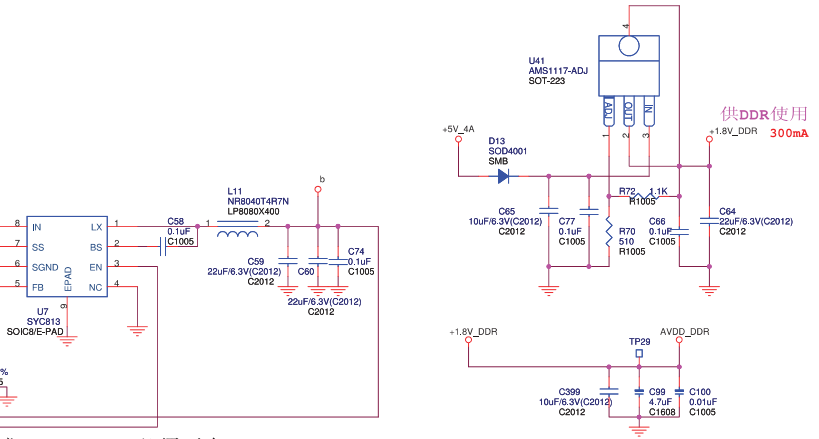 4
U41
AMS1117-ADJ
SOT-223
ADJ
OUT
IN
1
2
3
供DDR使用
+1.8V_DDR
300mA
+5V_4A
D13
SOD4001
SMB
b
L11
NR8040T4R7N
LP8080X400
1
2
C58
0.1uF
C1005
8
IN
LX
1
7
SS
BS
2
6
SGND
EN
3
5
FB
NC
4
EPAD
9
U7
SYC813
SOIC8/E-PAD
C59
22uF/6.3V(C2012)
C2012
C60
22uF/6.3V(C2012)
C2012
C74
0.1uF
C1005
C65
10uF/6.3V(C2012)
C2012
C77
0.1uF
C1005
R72
1.1K
R1005
R70
510
R1005
C66
0.1uF
C1005
C64
22uF/6.3V(C2012)
C2012
+1.8V_DDR
TP29
AVDD_DDR
C399
10uF/6.3V(C2012)
C2012
C99
4.7uF
C1608
C100
0.01uF
C1005
%
5